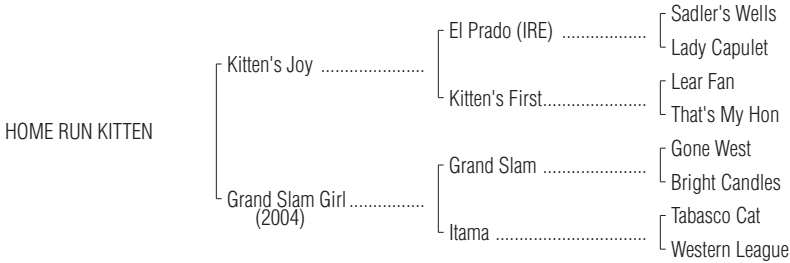 Sadler's Wells
El Prado (IRE) ..................
Lady Capulet
Kitten's Joy ......................
Lear Fan
Kitten's First......................
That's My Hon
HOME RUN KITTEN
Gone West
Grand Slam ......................
Bright Candles
Grand Slam Girl ................
(2004)
Tabasco Cat
Itama ................................
Western League